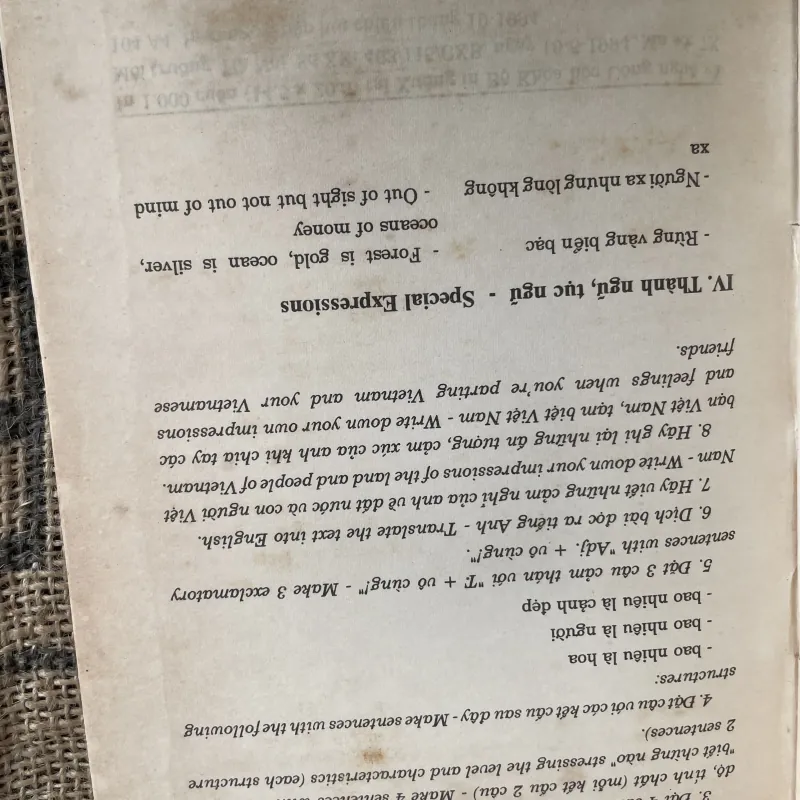 3. Đặt
độ, tính chất (mỗi kết cấu 2 câu) - Make 4 sentences
"biết chừng nào" stressing the level and characteristics (each structure
2 sentences).
4. Đặt câu với các kết cấu sau đây - Make sentences with the following
structures:
- bao nhiêu là hoa
- bao nhiêu là người
- bao nhiêu là cảnh đẹp
5. Đặt 3 câu cảm thán với "T + vô cùng!" - Make 3 exclamatory
sentences with "Adj. + vô cùng!".
6. Dịch bài đọc ra tiếng Anh - Translate the text into English.
7. Hãy viết những cảm nghĩ của anh về đất nước và con người Việt
Nam - Write down your impressions of the land and people of Vietnam.
8. Hãy ghi lại những ấn tượng, cảm xúc của anh khi chia tay các
bạn Việt Nam, tạm biệt Việt Nam - Write down your own impressions
and feelings when you're parting Vietnam and your Vietnamese
friends.
IV. Thành ngữ, tục ngữ - Special Expressions
- Rừng vàng biển bạc - Forest is gold, ocean is silver,
oceans of money
- Người xa nhưng lòng không - Out of sight but not out of mind
xa